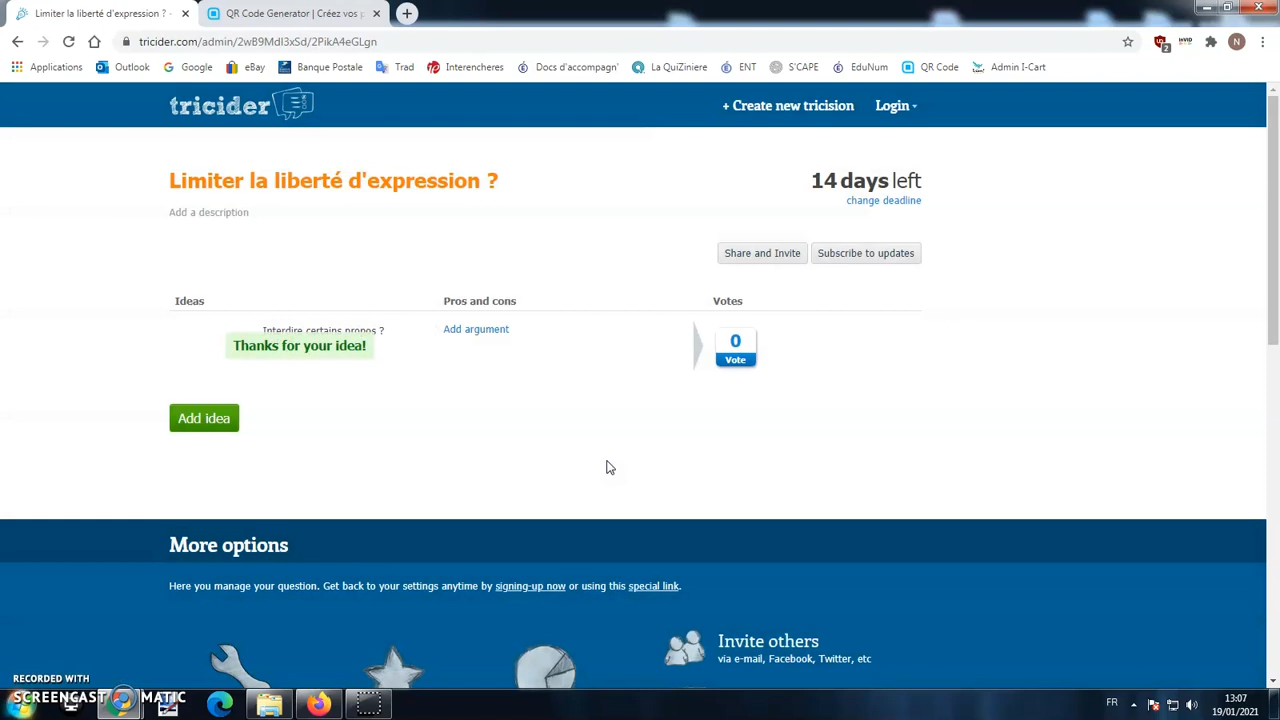 Limiter la liberté d'expression ?
QR Code Generator | Créez vos p
tricider.com/admin/2wB9MdI3xSd/2PikA4eGLgn
Applications Outlook Google eBay Banque Postale Trad Interencheres Docs d'accompagn' La QuiZiniere ENT S'CAPE EduNum QR Code Admin I-Cart
tricider + Create new tricision Login
Limiter la liberté d'expression ? 14 days left
change deadline
Add a description
Share and Invite Subscribe to updates
Ideas Pros and cons Votes
Interdire certains propos ? Add argument
0
Thanks for your idea!
Vote
Add idea
More options
Here you manage your question. Get back to your settings anytime by signing-up now or using this special link.
Invite others
via e-mail, Facebook, Twitter, etc
RECORDED WITH
SCREENCAST MATIC
FR 13:07
19/01/2021